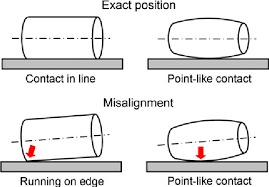 Exact position
Contact in line
Point-like contact
Misalignment
Running on edge
Point-like contact